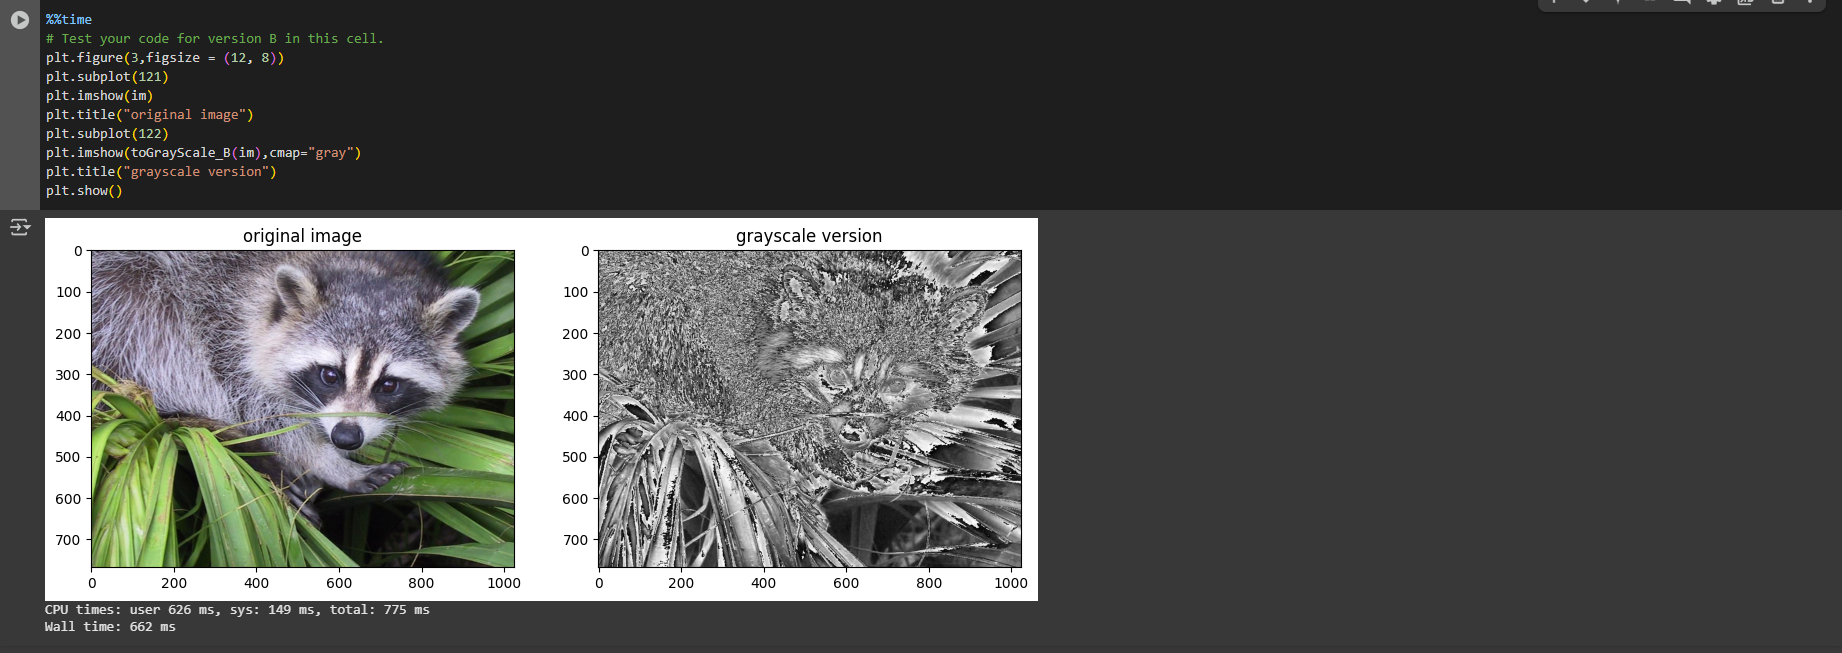 %%time
# Test your code for version B in this cell.
plt.figure(3,figsize = (12, 8))
plt.subplot(121)
plt.imshow(im)
plt.title("original image")
plt.subplot(122)
plt.imshow(toGrayScale_B(im),cmap="gray")
plt.title("grayscale version")
plt.show()
original image
0
100
200
300
400
500
600
700
0 200 400 600 800 1000
grayscale version
0
100
200
300
400
500
600
700
0 200 400 600 800 1000
CPU times: user 626 ms, sys: 149 ms, total: 775 ms
Wall time: 662 ms